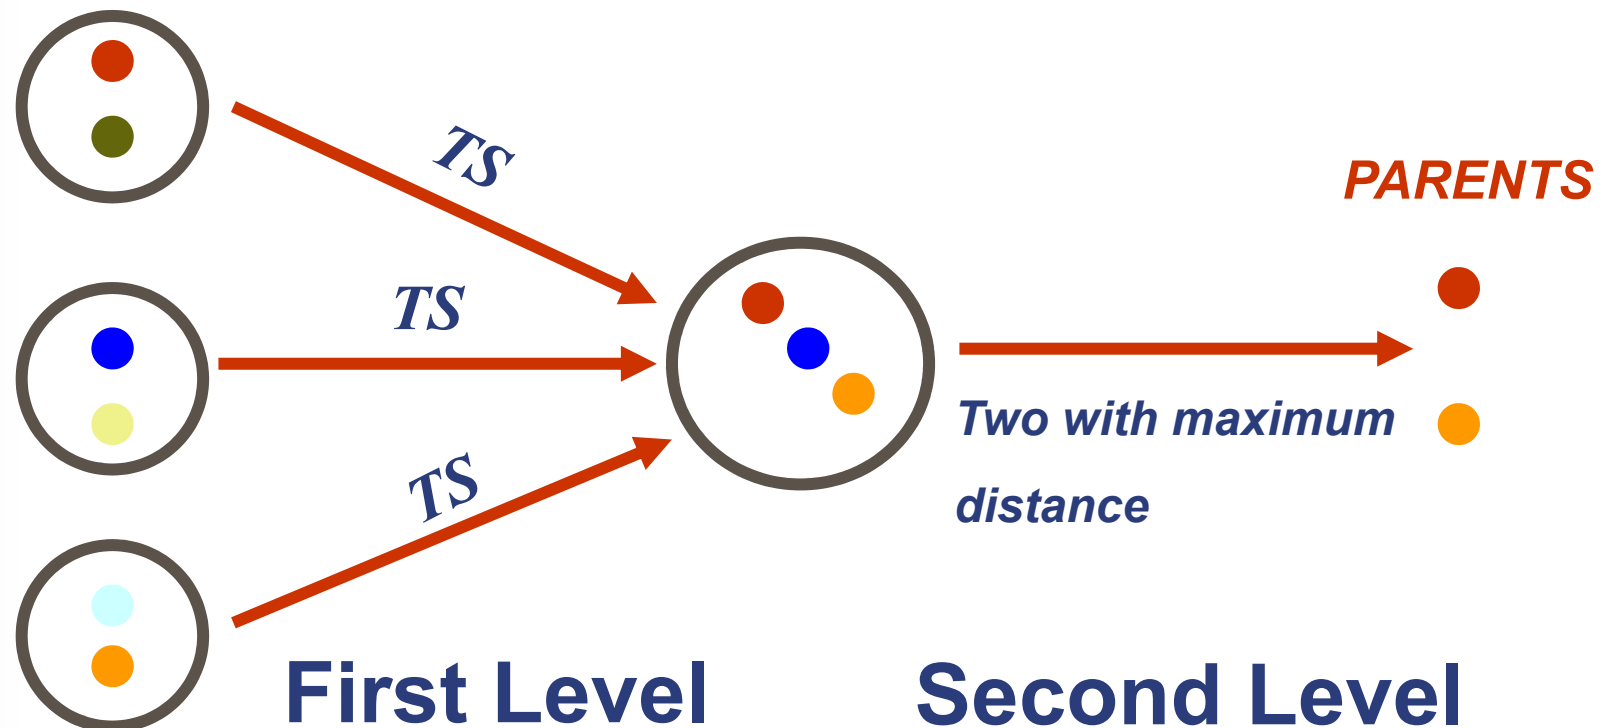 TS
PARENTS
TS
Two with maximum
distance
TS
First Level
Second Level